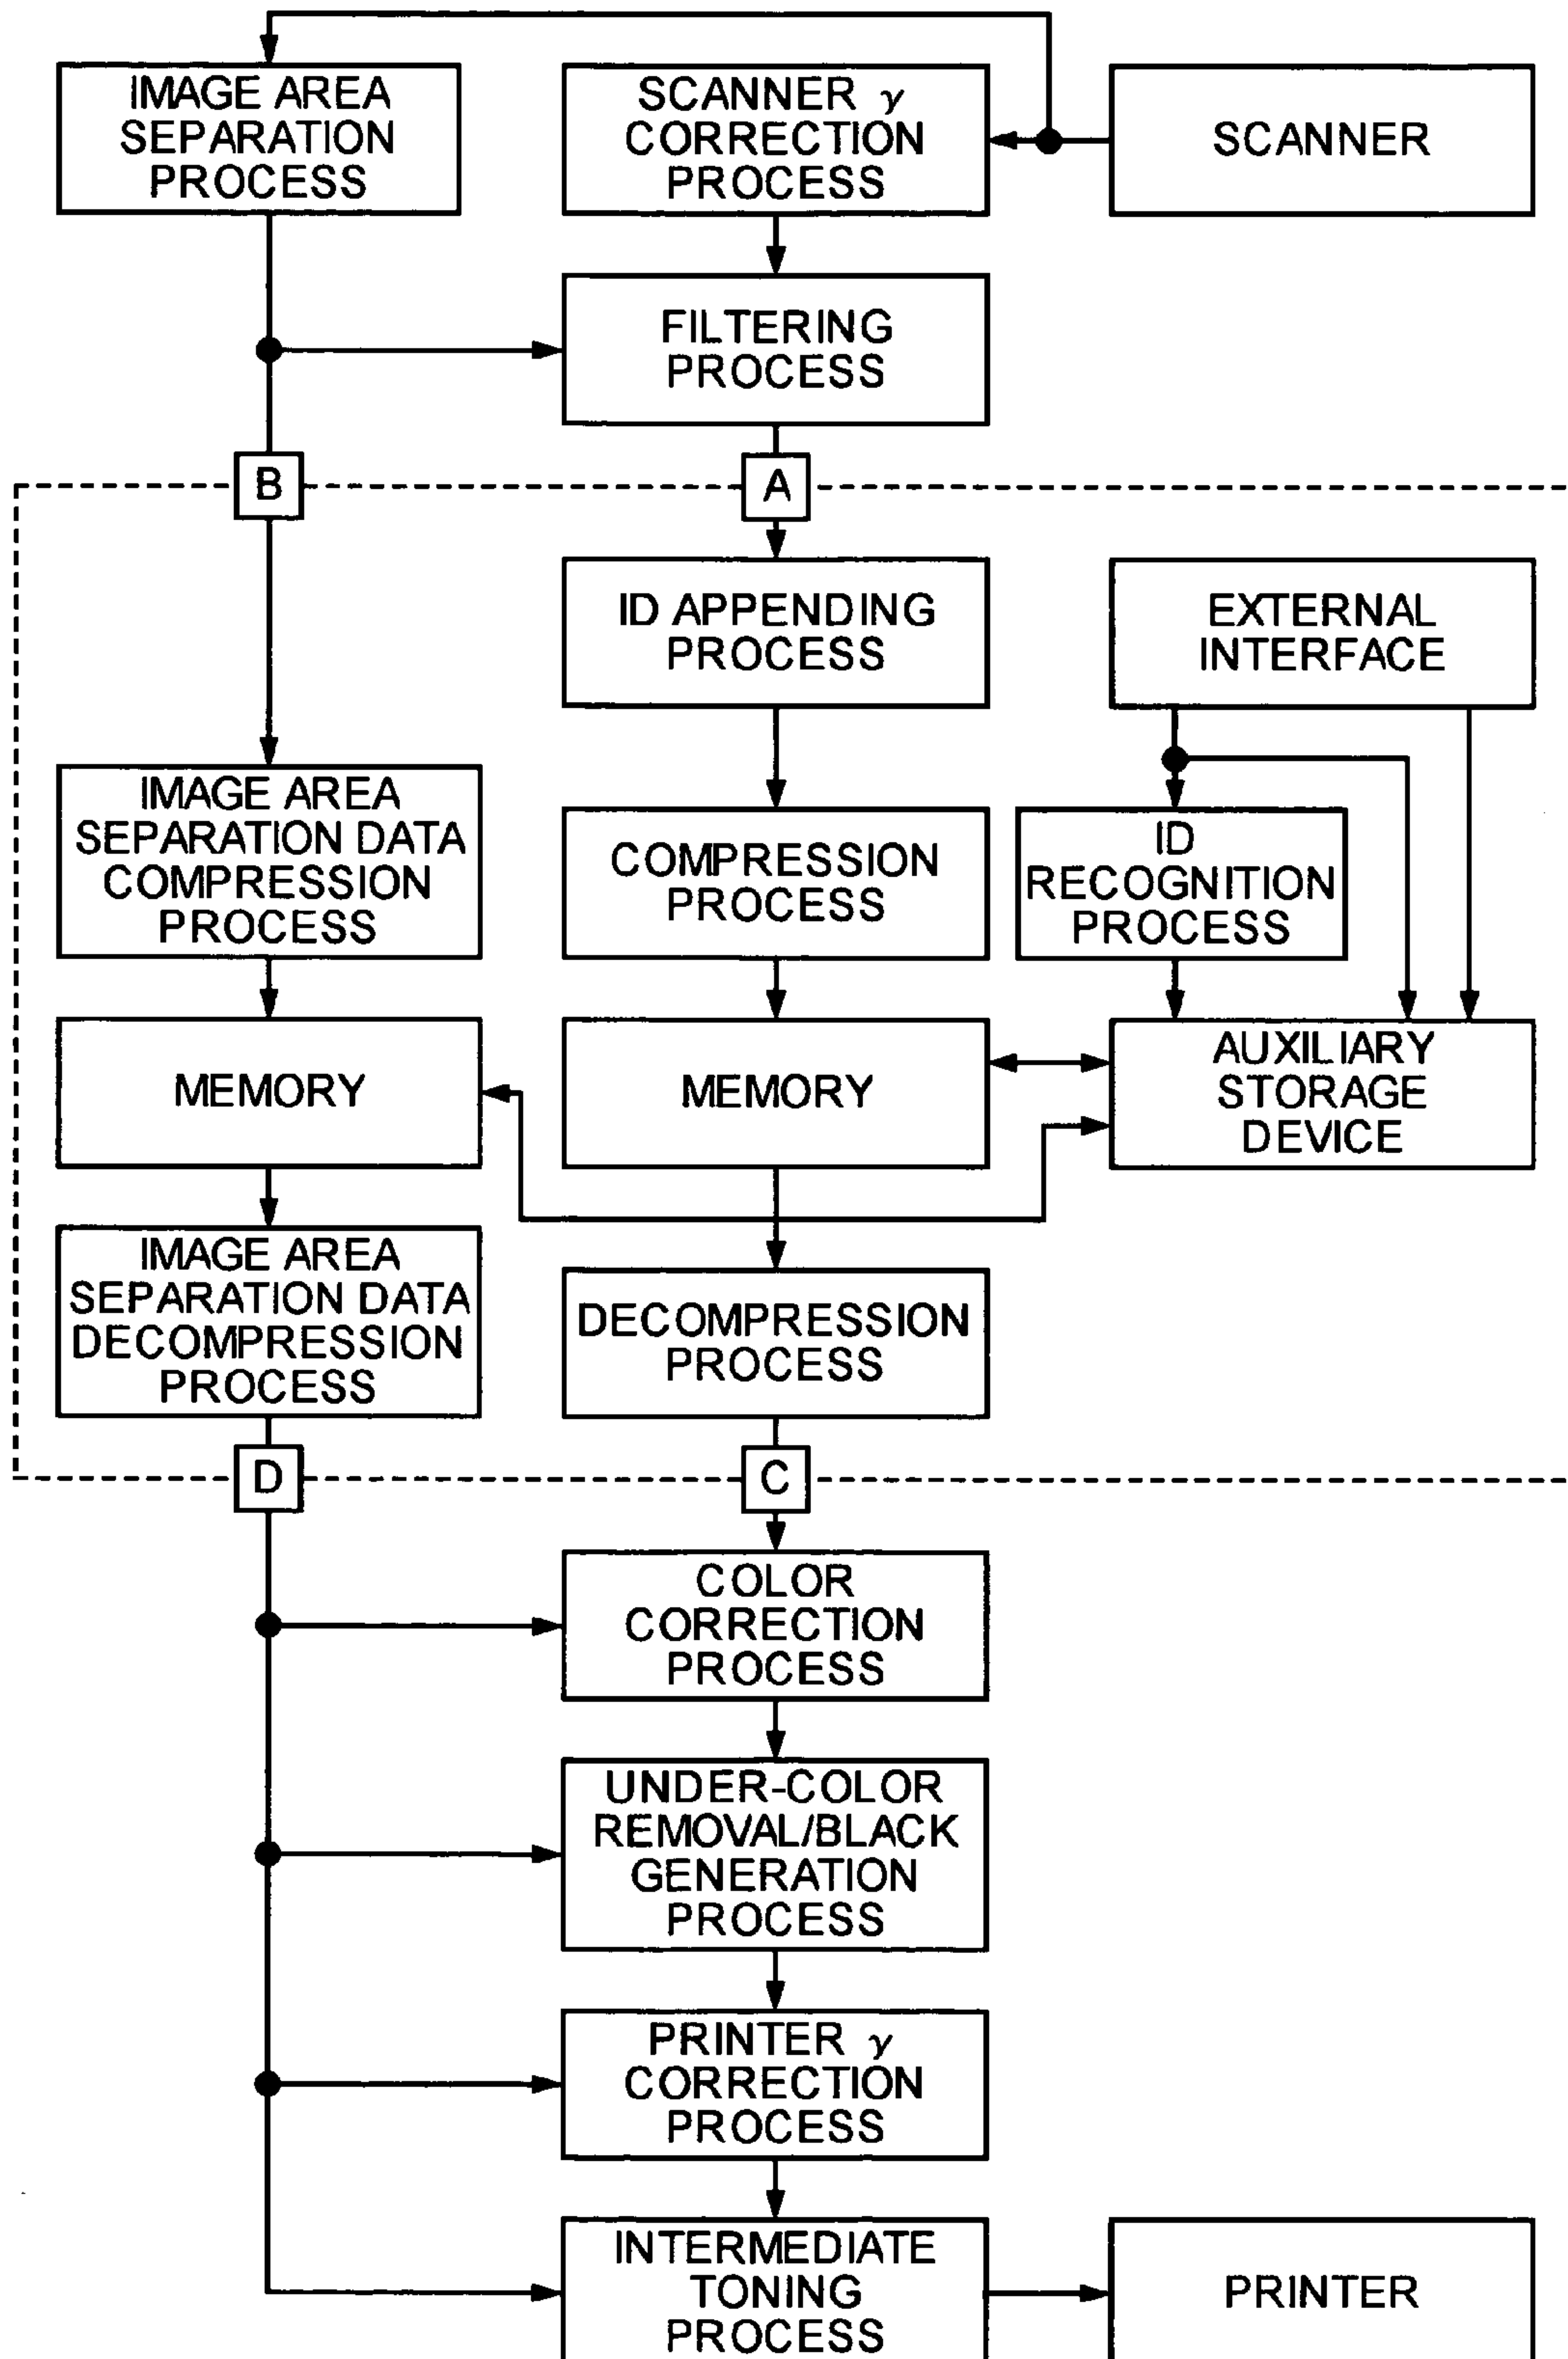 IMAGE AREA
SEPARATION
PROCESS
SCANNER γ
CORRECTION
PROCESS
SCANNER
FILTERING
PROCESS
B
A
ID APPENDING
PROCESS
EXTERNAL
INTERFACE
IMAGE AREA
SEPARATION DATA
COMPRESSION
PROCESS
COMPRESSION
PROCESS
ID
RECOGNITION
PROCESS
MEMORY
MEMORY
AUXILIARY
STORAGE
DEVICE
IMAGE AREA
SEPARATION DATA
DECOMPRESSION
PROCESS
DECOMPRESSION
PROCESS
D
C
COLOR
CORRECTION
PROCESS
UNDER-COLOR
REMOVAL/BLACK
GENERATION
PROCESS
PRINTER γ
CORRECTION
PROCESS
INTERMEDIATE
TONING
PROCESS
PRINTER